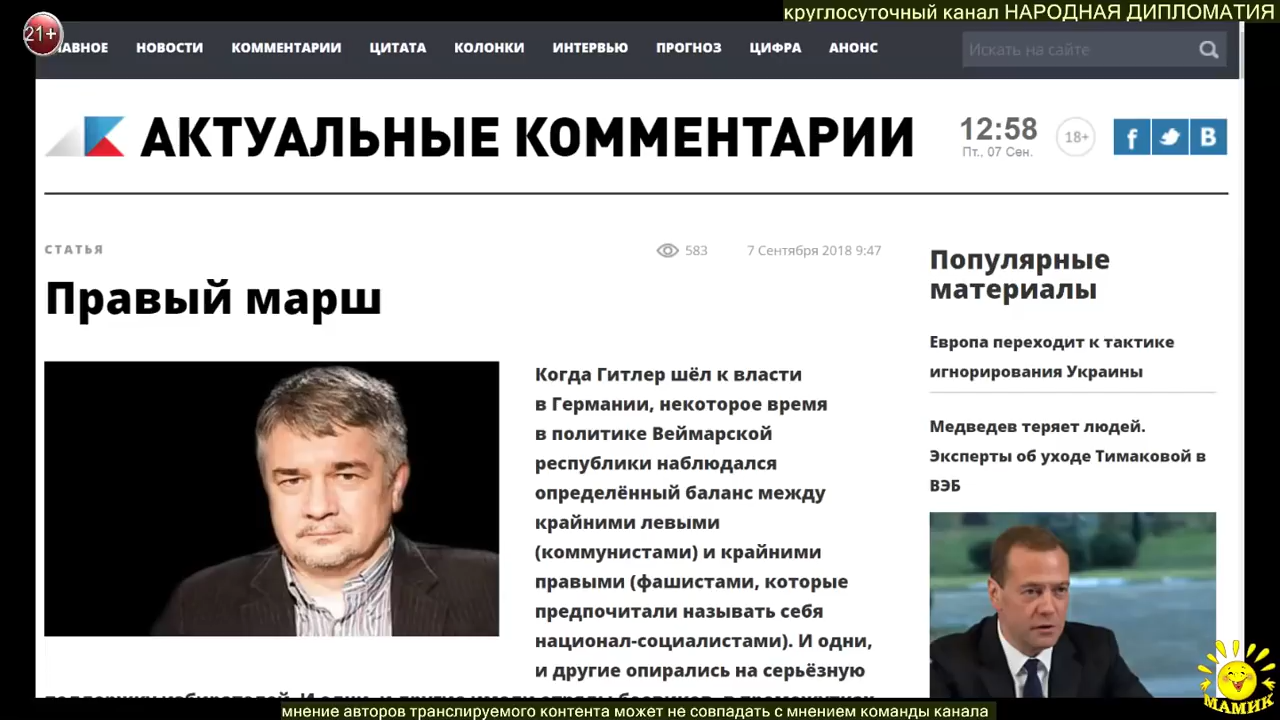 круглосуточный канал НАРОДНАЯ ДИПЛОМАТИЯ
21+
ЛАВНОЕ НОВОСТИ КОММЕНТАРИИ ЦИТАТА КОЛОНКИ ИНТЕРВЬЮ ПРОГНОЗ ЦИФРА АНОНС
Искать на сайте
АКТУАЛЬНЫЕ КОММЕНТАРИИ
12:58
Пт., 07 Сен.
18+
f
В
СТАТЬЯ
583
7 Сентября 2018 9:47
Правый марш
Когда Гитлер шёл к власти
в Германии, некоторое время
в политике Веймарской
республики наблюдался
определённый баланс между
крайними левыми
(коммунистами) и крайними
правыми (фашистами, которые
предпочитали называть себя
национал-социалистами). И одни,
и другие опирались на серьёзную
Популярные
материалы
Европа переходит к тактике
игнорирования Украины
Медведев теряет людей.
Эксперты об уходе Тимаковой в
ВЭБ
МАМИК
мнение авторов транслируемого контента может не совпадать с мнением команды канала